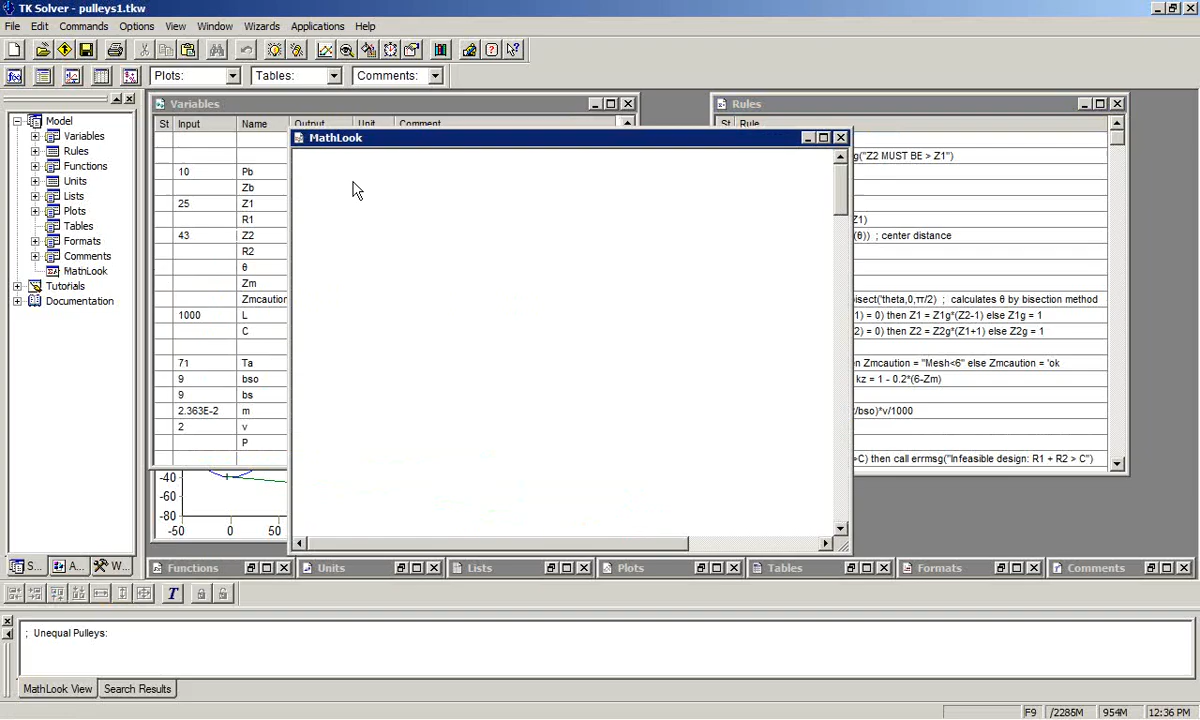 TK Solver - pulleys1.tkw
File Edit Commands Options View Window Wizards Applications Help
Plots: Tables: Comments:
Model
Variables
Rules
Functions
Units
Lists
Plots
Tables
Formats
Comments
MathLook
Tutorials
Documentation
S... A... W...
Variables
St Input Name Output Unit Comment
10 Pb
Zb
25 Z1
R1
43 Z2
R2
θ
Zm
Zmcaution
1000 L
C
71 Ta
9 bso
9 bs
2.363E-2 m
2 v
P
-40
-60
-80
-50 0 50
MathLook
Rules
St Rule
g("Z2 MUST BE > Z1")
Z1)
(θ)) ; center distance
bisect('theta,0,π/2) ; calculates θ by bisection method
1) = 0) then Z1 = Z1g*(Z2-1) else Z1g = 1
2) = 0) then Z2 = Z2g*(Z1+1) else Z2g = 1
en Zmcaution = "Mesh<6" else Zmcaution = 'ok
kz = 1 - 0.2*(6-Zm)
/bso)*v/1000
>C) then call errmsg("Infeasible design: R1 + R2 > C")
Functions Units Lists Plots Tables Formats Comments
T
; Unequal Pulleys:
MathLook View Search Results
F9 /2285M 954M 12:36 PM